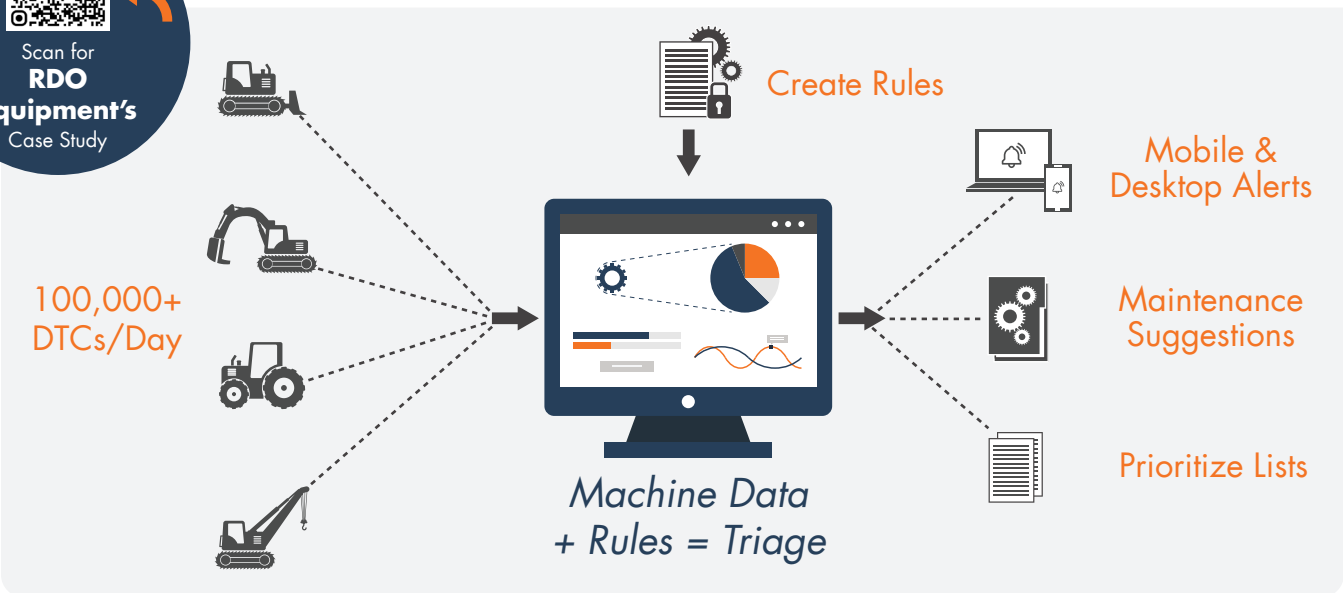 Scan for
RDO
quipment's
Case Study
Create Rules
100,000+
DTCs/Day
Mobile &
Desktop Alerts
Maintenance
Suggestions
Prioritize Lists
Machine Data
+ Rules = Triage